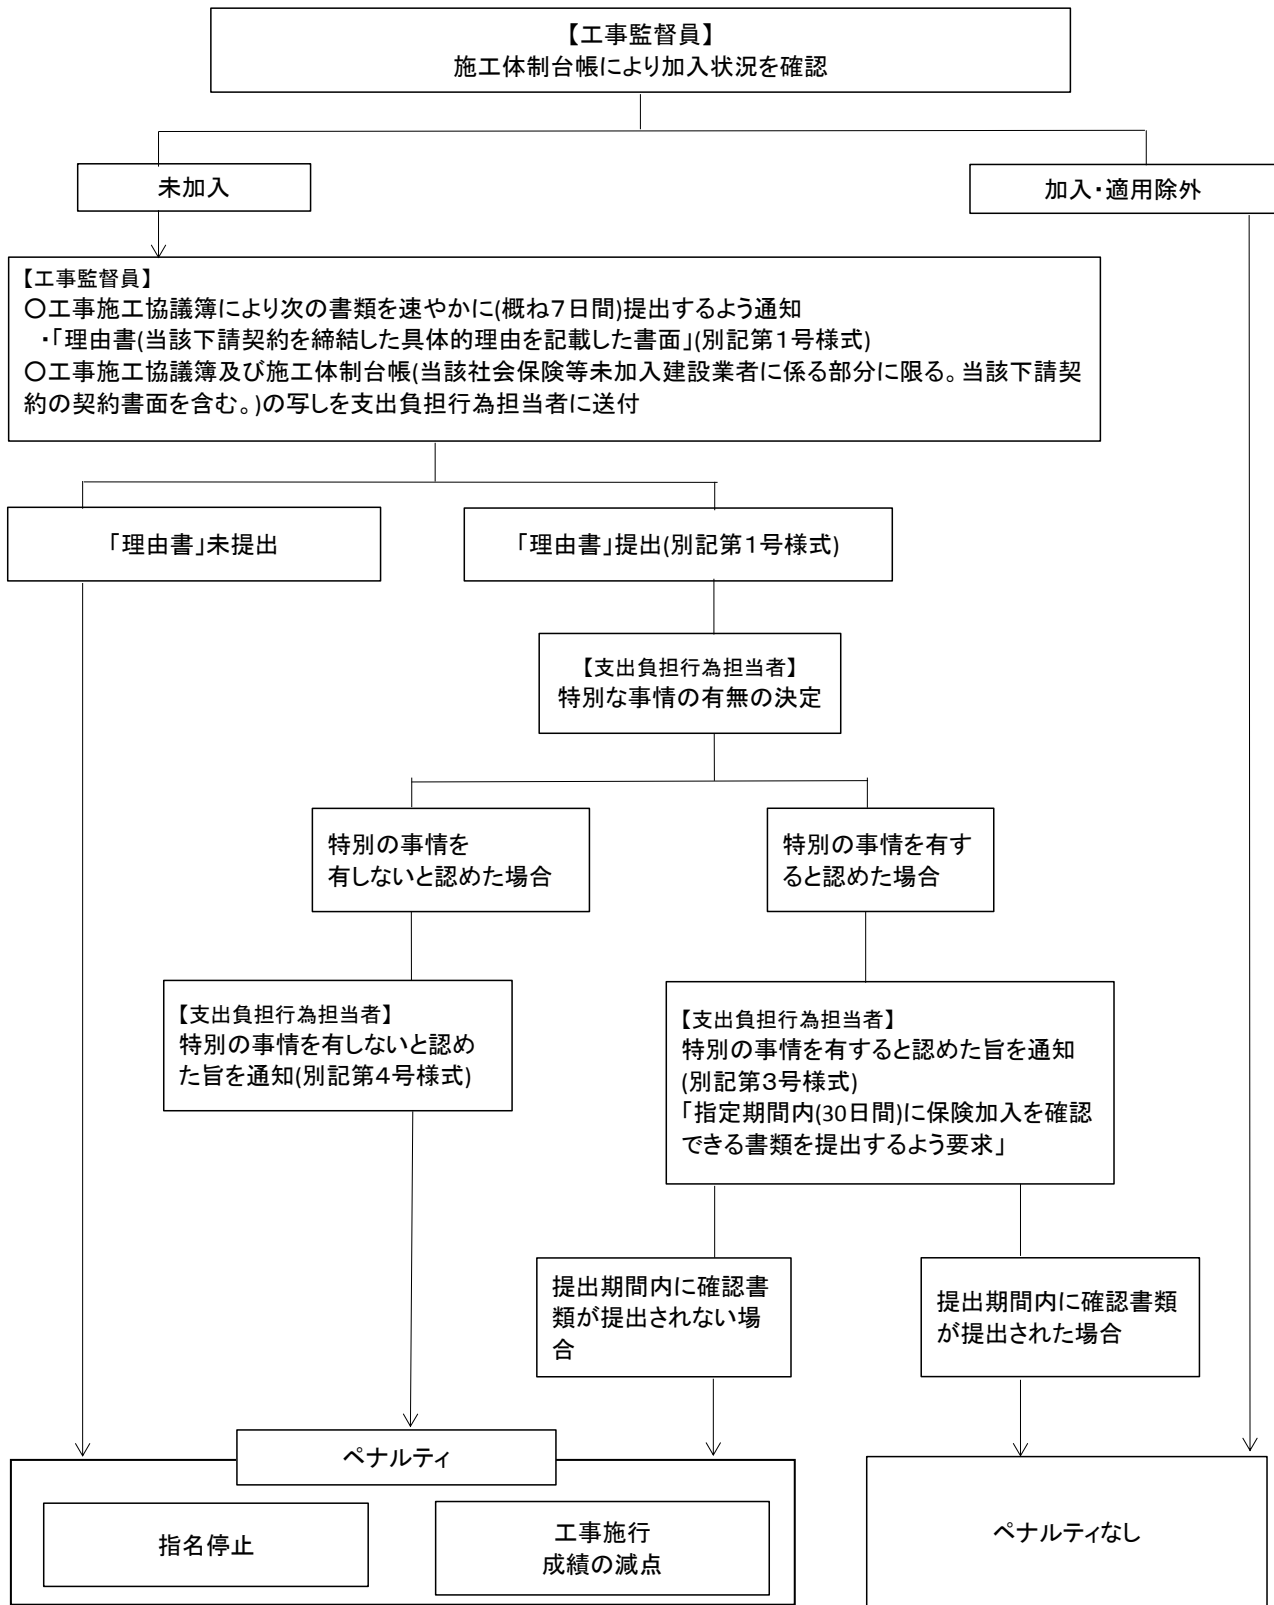 【工事監督員】
施工体制台帳により加入状況を確認
未加入
加入・適用除外
【工事監督員】
〇工事施工協議簿により次の書類を速やかに(概ね７日間)提出するよう通知
・「理由書(当該下請契約を締結した具体的理由を記載した書面」(別記第１号様式)
〇工事施工協議簿及び施工体制台帳(当該社会保険等未加入建設業者に係る部分に限る。当該下請契
約の契約書面を含む。)の写しを支出負担行為担当者に送付
「理由書」未提出
「理由書」提出(別記第１号様式)
【支出負担行為担当者】
特別な事情の有無の決定
特別の事情を
有しないと認めた場合
特別の事情を有す
ると認めた場合
【支出負担行為担当者】
特別の事情を有しないと認め
た旨を通知(別記第４号様式)
【支出負担行為担当者】
特別の事情を有すると認めた旨を通知
(別記第３号様式)
「指定期間内(30日間)に保険加入を確認
できる書類を提出するよう要求」
提出期間内に確認書
類が提出されない場
合
提出期間内に確認書類
が提出された場合
ペナルティ
指名停止
工事施行
成績の減点
ペナルティなし